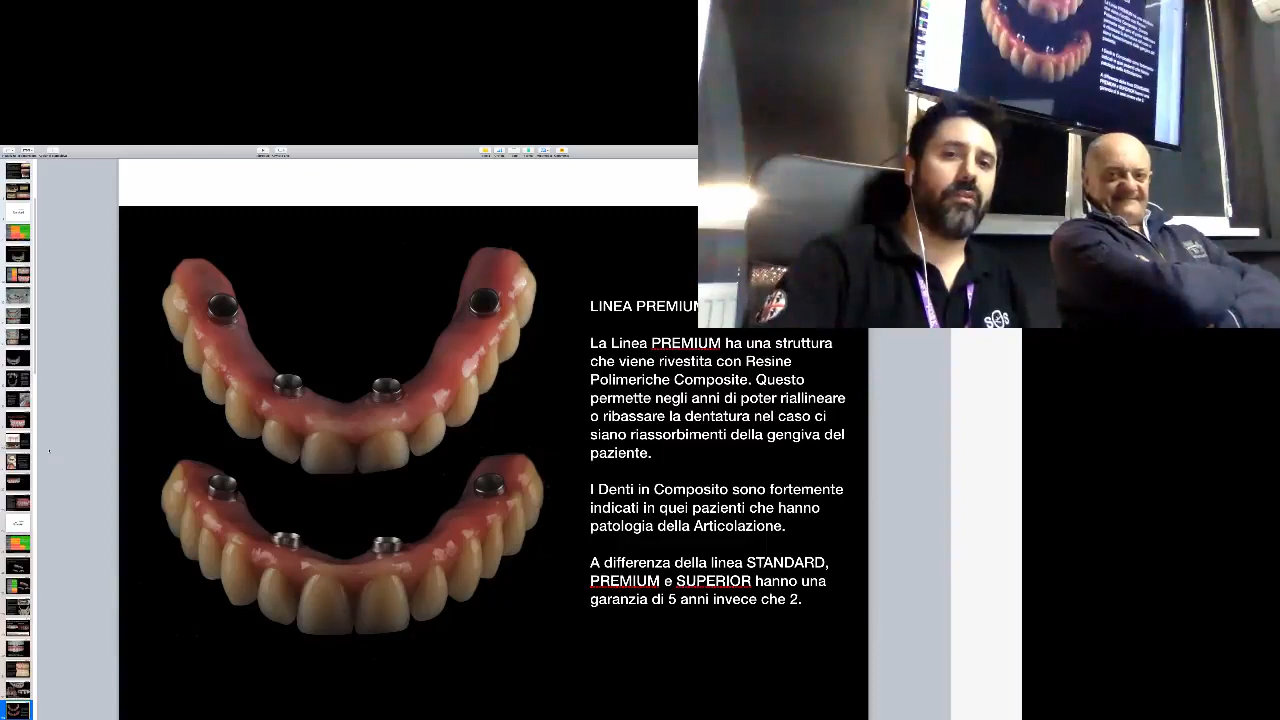 LINEA PREMIUM
La Linea PREMIUM ha una struttura
che viene rivestita con Resine
Polimeriche Composite. Questo
permette negli anni di poter riallineare
o ribassare la dentatura nel caso ci
siano riassorbimenti della gengiva del
paziente.
I Denti in Composito sono fortemente
indicati in quei pazienti che hanno
patologia della Articolazione.
A differenza della linea STANDARD,
PREMIUM e SUPERIOR hanno una
garanzia di 5 anni invece che 2.
SOS